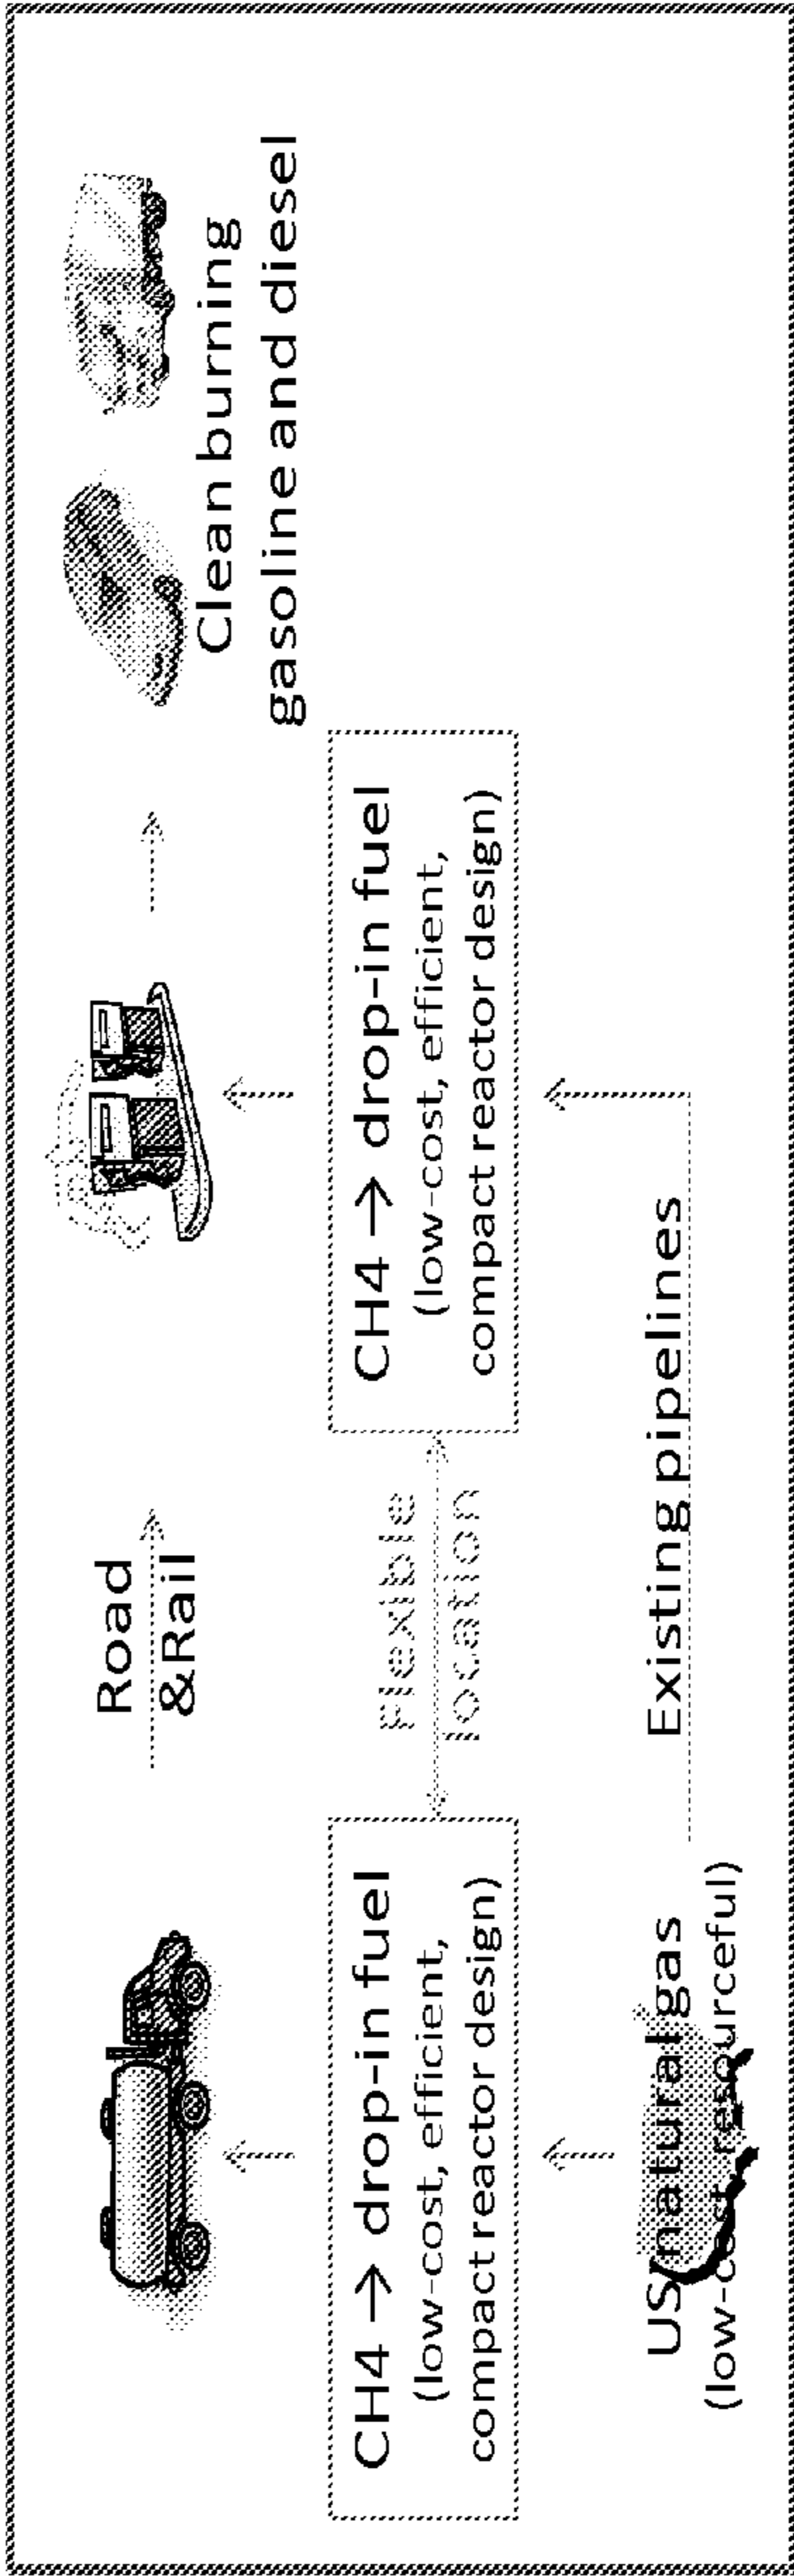 Road
&Rail
Clean burning
gasoline and diesel
CH4 → drop-in fuel
(low-cost, efficient,
compact reactor design)
Flexible
location
CH4 → drop-in fuel
(low-cost, efficient,
compact reactor design)
US natural gas
(low-cost, resourceful)
Existing pipelines